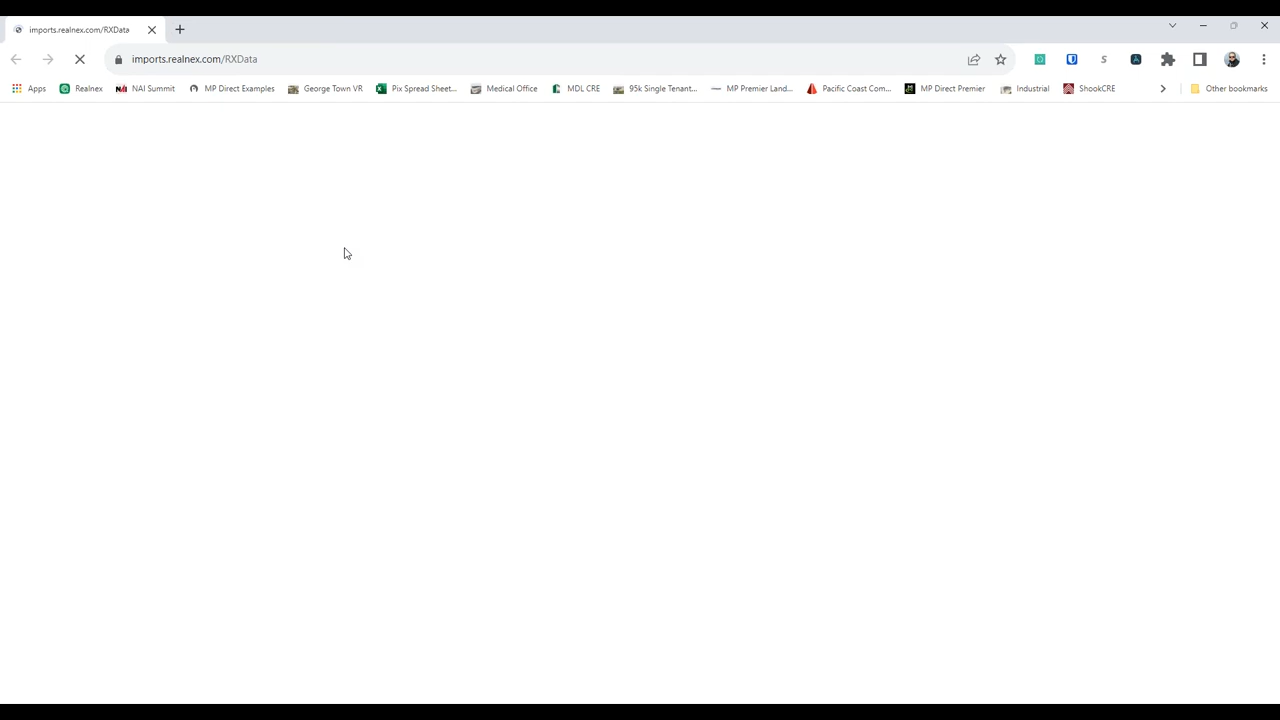 imports.realnex.com/RXData
imports.realnex.com/RXData
Apps Realnex NAI Summit MP Direct Examples George Town VR Pix Spread Sheet... Medical Office MDL CRE 95k Single Tenant... MP Premier Land... Pacific Coast Com... MP Direct Premier Industrial ShookCRE Other bookmarks